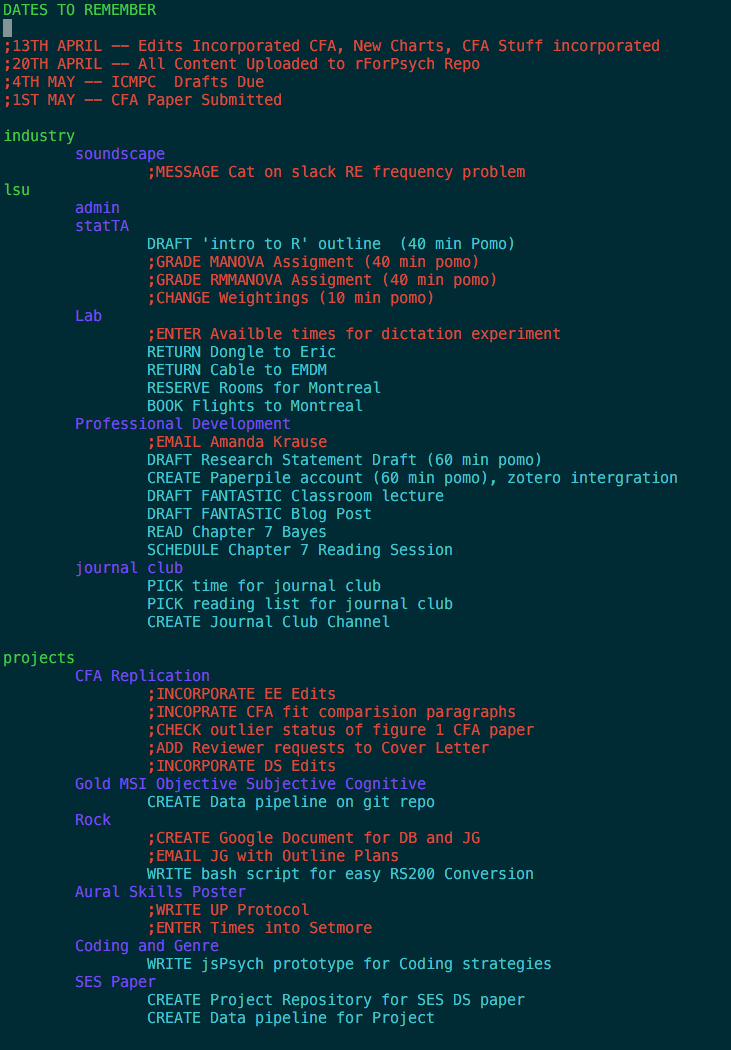 DATES TO REMEMBER
;13TH APRIL -- Edits Incorporated CFA, New Charts, CFA Stuff incorporated
;20TH APRIL -- All Content Uploaded to rForPsych Repo
;4TH MAY -- ICMPC  Drafts Due
;1ST MAY -- CFA Paper Submitted
industry
soundscape
;MESSAGE Cat on slack RE frequency problem
lsu
admin
statTA
DRAFT 'intro to R' outline  (40 min Pomo)
;GRADE MANOVA Assigment (40 min pomo)
;GRADE RMMANOVA Assigment (40 min pomo)
;CHANGE Weightings (10 min pomo)
Lab
;ENTER Availble times for dictation experiment
RETURN Dongle to Eric
RETURN Cable to EMDM
RESERVE Rooms for Montreal
BOOK Flights to Montreal
Professional Development
;EMAIL Amanda Krause
DRAFT Research Statement Draft (60 min pomo)
CREATE Paperpile account (60 min pomo), zotero intergration
DRAFT FANTASTIC Classroom lecture
DRAFT FANTASTIC Blog Post
READ Chapter 7 Bayes
SCHEDULE Chapter 7 Reading Session
journal club
PICK time for journal club
PICK reading list for journal club
CREATE Journal Club Channel
projects
CFA Replication
;INCORPORATE EE Edits
;INCOPRATE CFA fit comparision paragraphs
;CHECK outlier status of figure 1 CFA paper
;ADD Reviewer requests to Cover Letter
;INCORPORATE DS Edits
Gold MSI Objective Subjective Cognitive
CREATE Data pipeline on git repo
Rock
;CREATE Google Document for DB and JG
;EMAIL JG with Outline Plans
WRITE bash script for easy RS200 Conversion
Aural Skills Poster
;WRITE UP Protocol
;ENTER Times into Setmore
Coding and Genre
WRITE jsPsych prototype for Coding strategies
SES Paper
CREATE Project Repository for SES DS paper
CREATE Data pipeline for Project